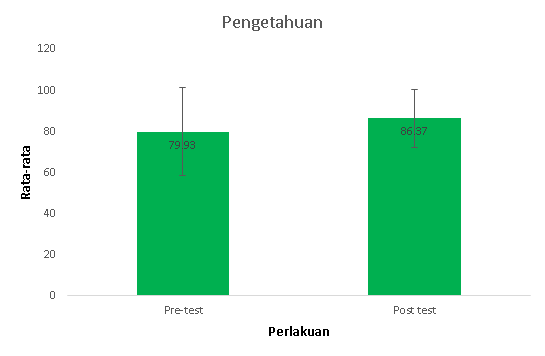 Pengetahuan
120
100
80
60
40
20
0
Rata-rata
79.93
86.37
Pre-test
Post test
Perlakuan